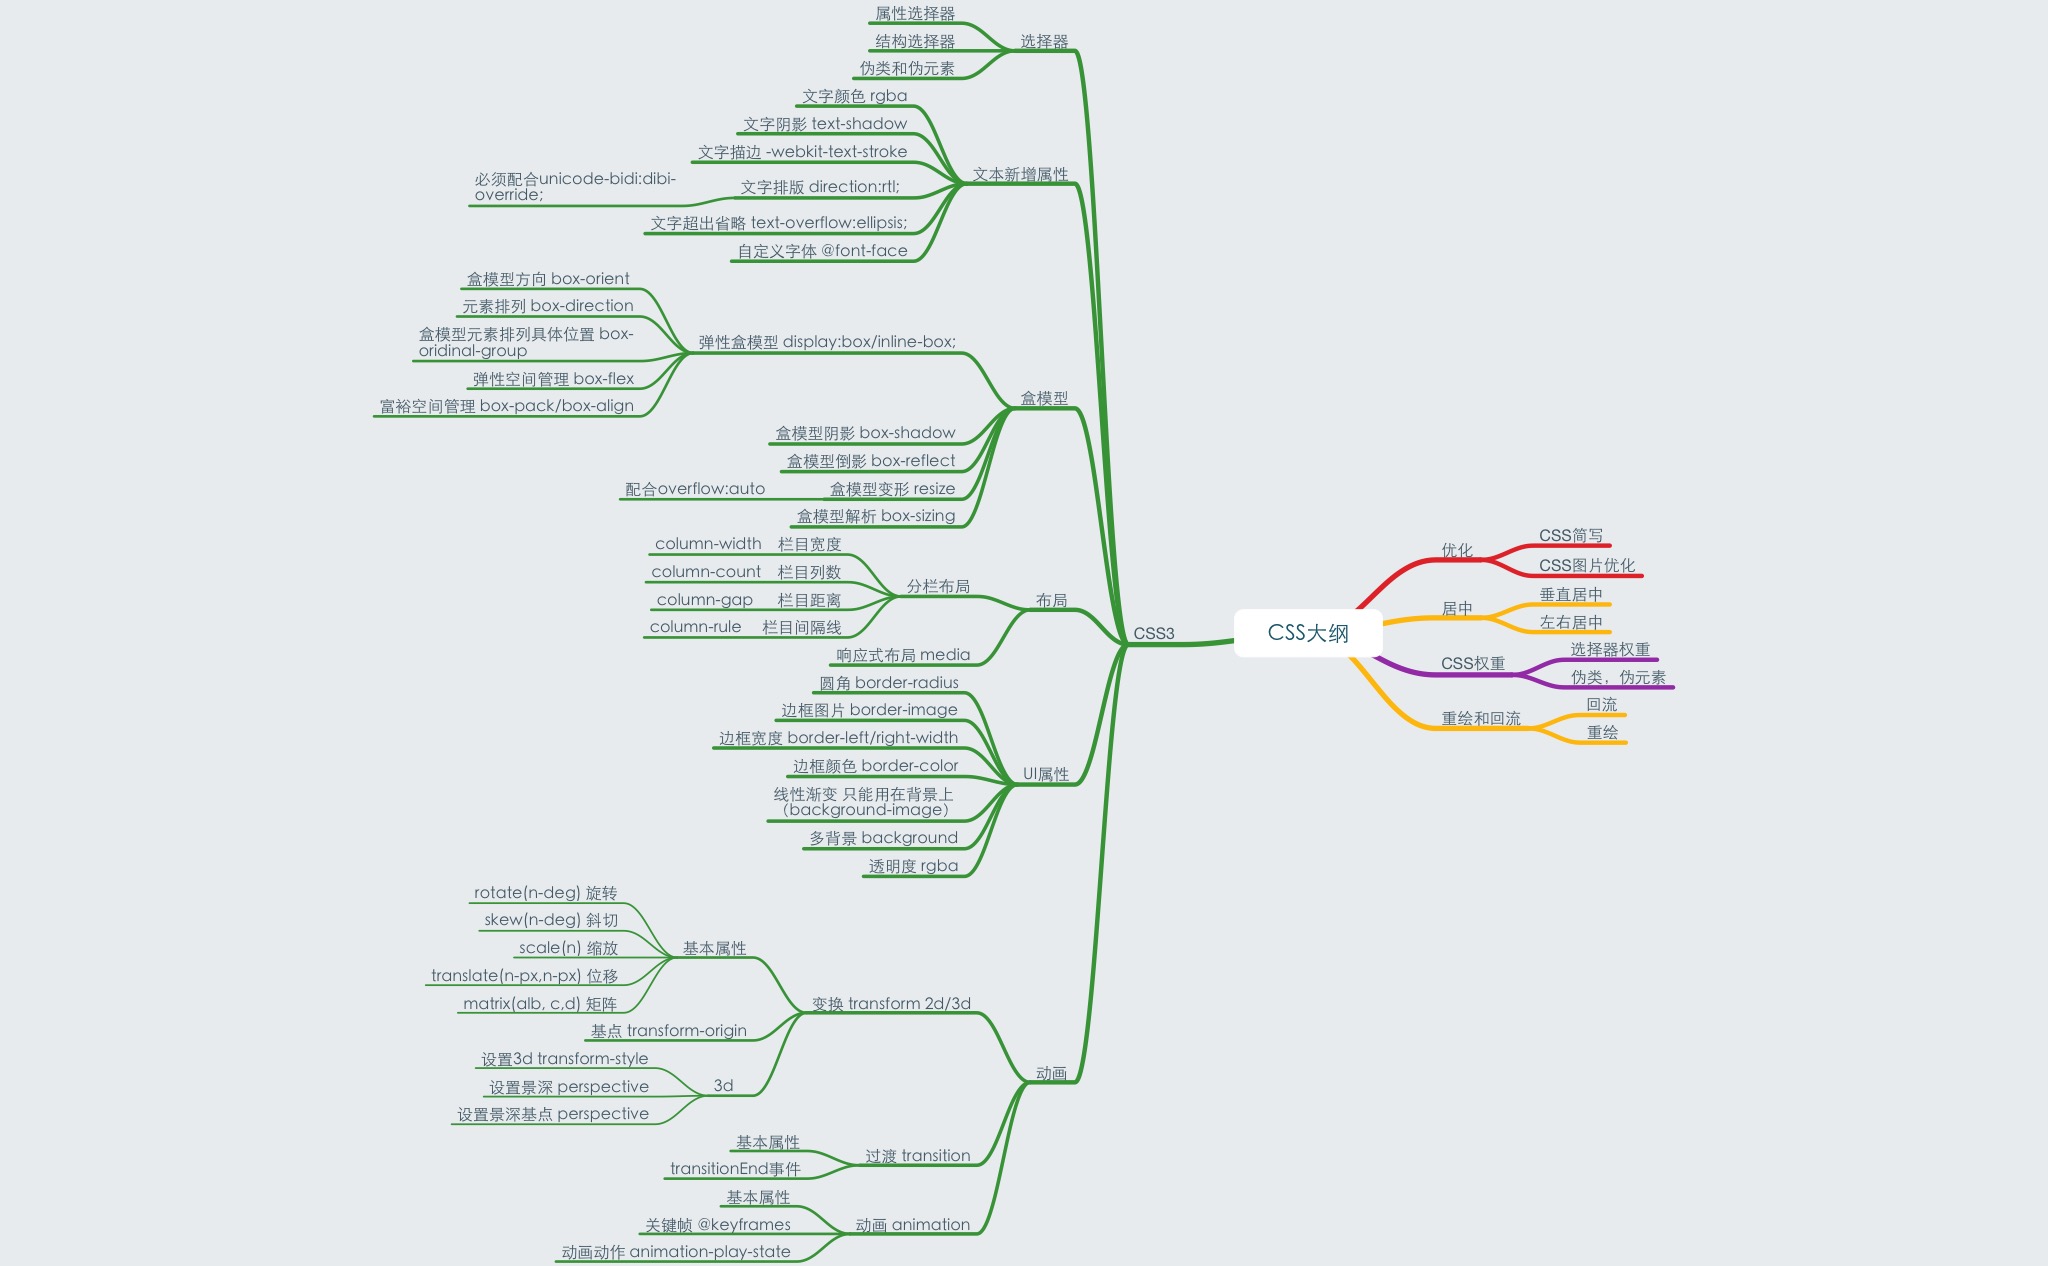 属性选择器
结构选择器
选择器
伪类和伪元素
文字颜色 rgba
文字阴影 text-shadow
文字描边 -webkit-text-stroke
文本新增属性
必须配合unicode-bidi:dibi-
override;
文字排版 direction:rtl;
文字超出省略 text-overflow:ellipsis;
自定义字体 @font-face
盒模型方向 box-orient
元素排列 box-direction
盒模型元素排列具体位置 box-
oridinal-group
弹性盒模型 display:box/inline-box;
弹性空间管理 box-flex
富裕空间管理 box-pack/box-align
盒模型
盒模型阴影 box-shadow
盒模型倒影 box-reflect
配合overflow:auto
盒模型变形 resize
盒模型解析 box-sizing
column-width 栏目宽度
column-count 栏目列数
分栏布局
column-gap 栏目距离
column-rule 栏目间隔线
布局
响应式布局 media
CSS3
圆角 border-radius
边框图片 border-image
边框宽度 border-left/right-width
边框颜色 border-color
UI属性
线性渐变 只能用在背景上
（background-image）
多背景 background
透明度 rgba
rotate(n-deg) 旋转
skew(n-deg) 斜切
scale(n) 缩放
基本属性
translate(n-px,n-px) 位移
matrix(alb, c,d) 矩阵
变换 transform 2d/3d
基点 transform-origin
设置3d transform-style
设置景深 perspective
3d
设置景深基点 perspective
动画
基本属性
过渡 transition
transitionEnd事件
基本属性
关键帧 @keyframes
动画 animation
动画动作 animation-play-state
CSS大纲
优化
CSS简写
CSS图片优化
居中
垂直居中
左右居中
CSS权重
选择器权重
伪类，伪元素
重绘和回流
回流
重绘